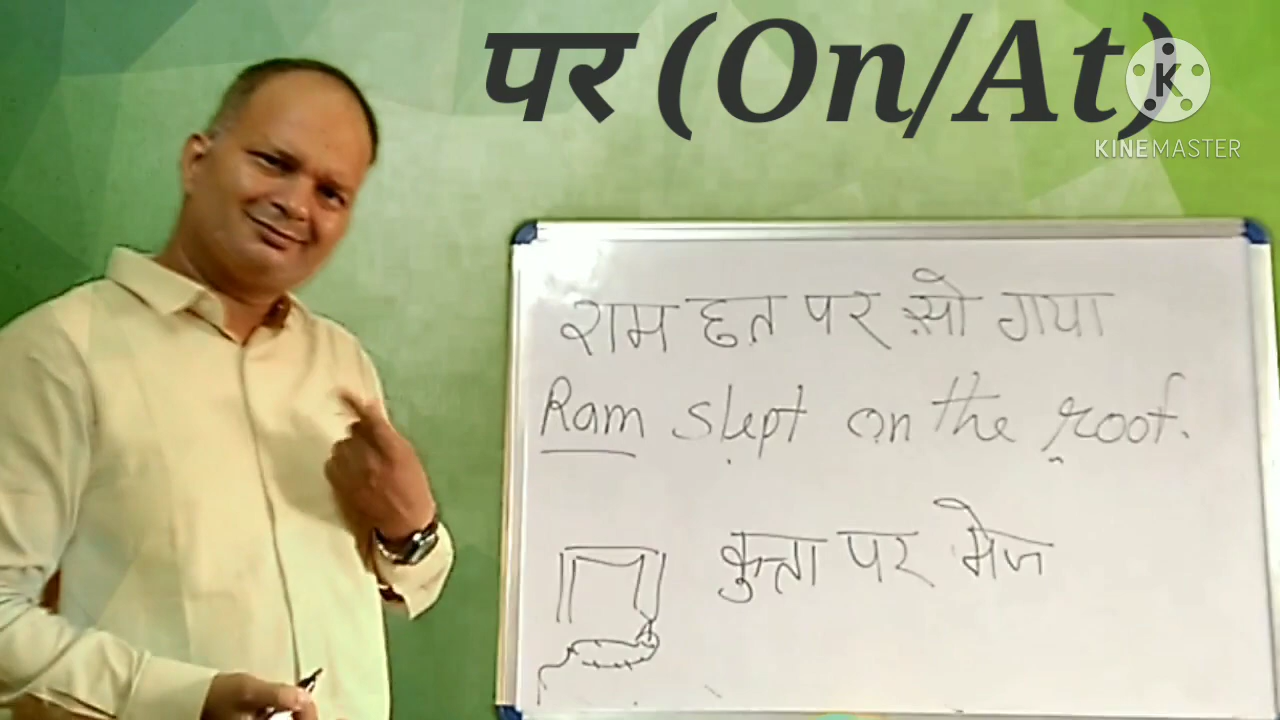 पर (On/At)
K
KINEMASTER
राम छत पर सो गया
Ram slept on the roof.
कुत्ता पर मेज